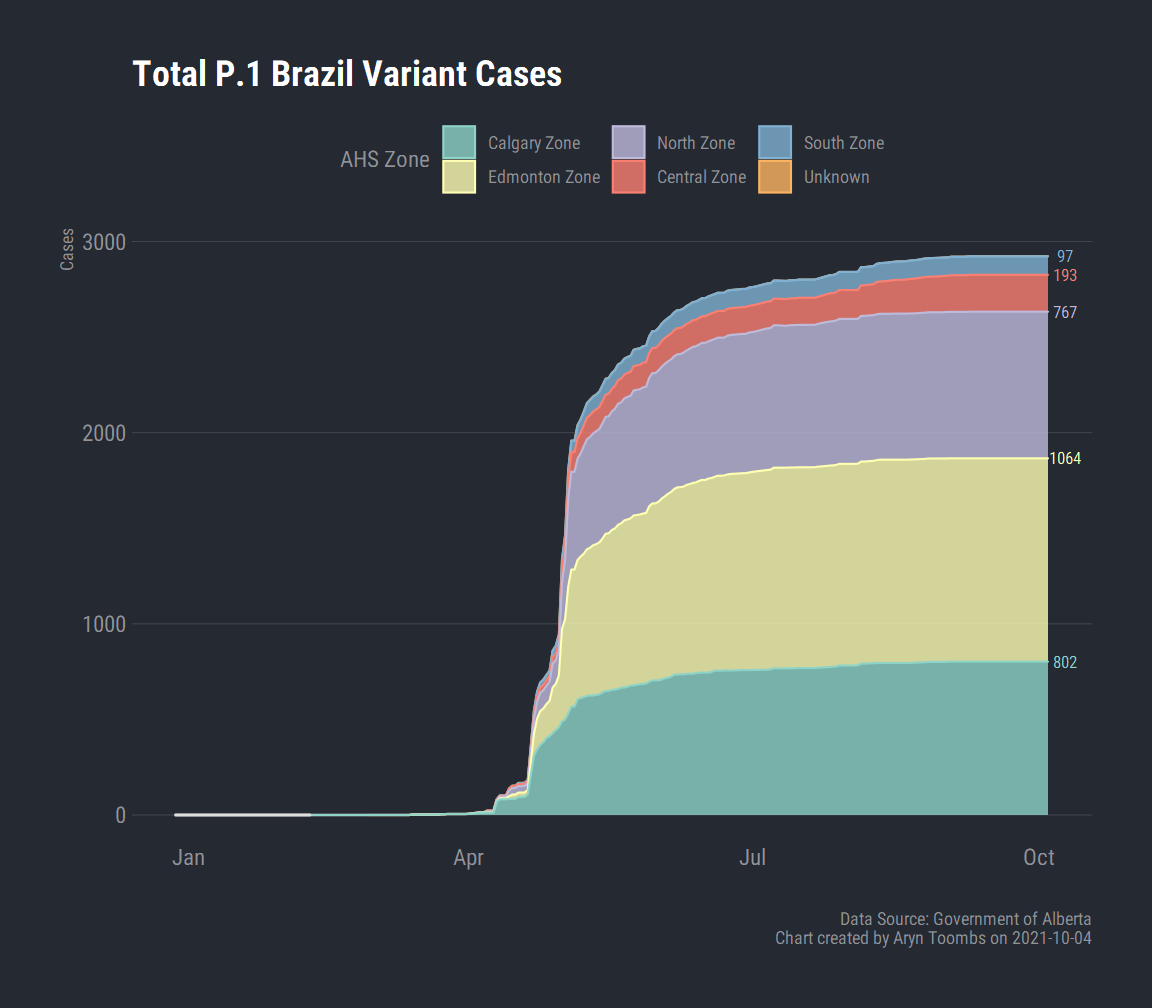 Total P.1 Brazil Variant Cases
AHS Zone
Calgary Zone
North Zone
South Zone
Edmonton Zone
Central Zone
Unknown
Cases
3000
2000
1000
0
97
193
767
1064
802
Jan
Apr
Jul
Oct
Data Source: Government of Alberta
Chart created by Aryn Toombs on 2021-10-04